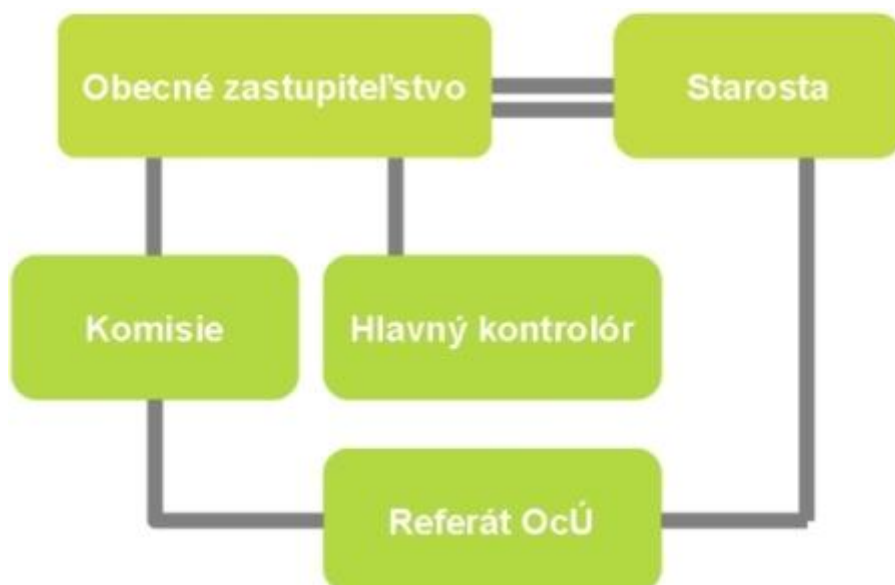 Obecné zastupiteľstvo
Starosta
Komisie
Hlavný kontrolór
Referát OcÚ